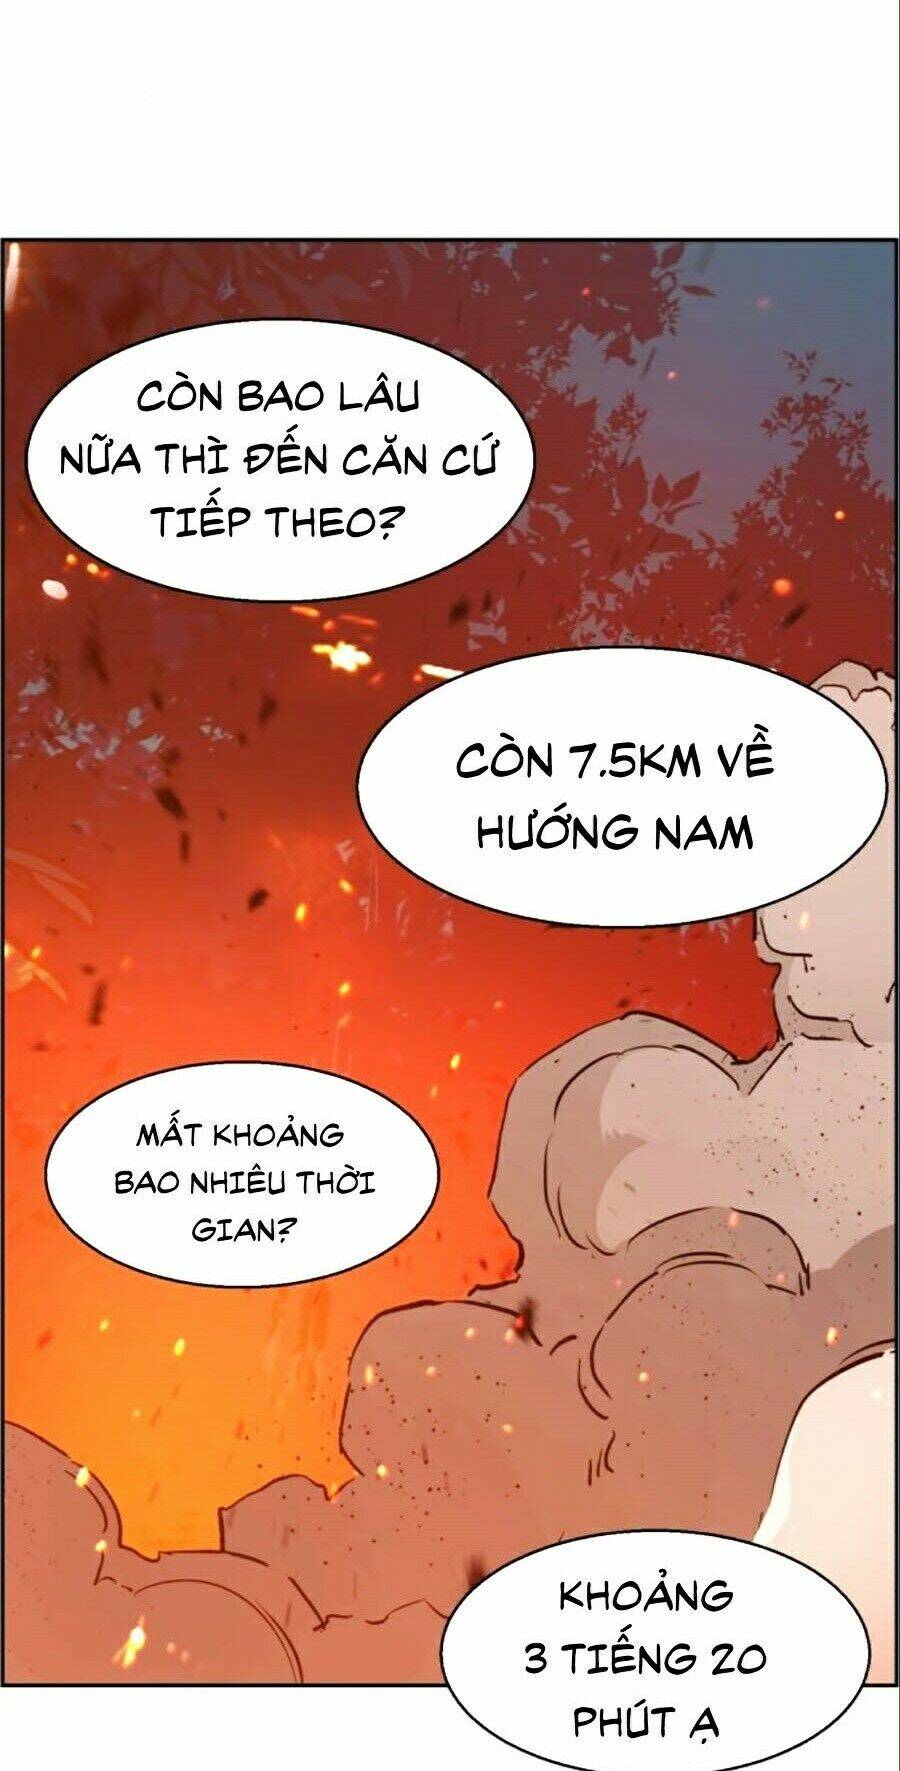 CÒN BAO LÂU
NỮA THÌ ĐẾN CĂN CỨ
TIẾP THEO?
CÒN 7.5KM VỀ
HƯỚNG NAM
MẤT KHOẢNG
BAO NHIÊU THỜI
GIAN?
KHOẢNG
3 TIẾNG 20
PHÚT Ạ